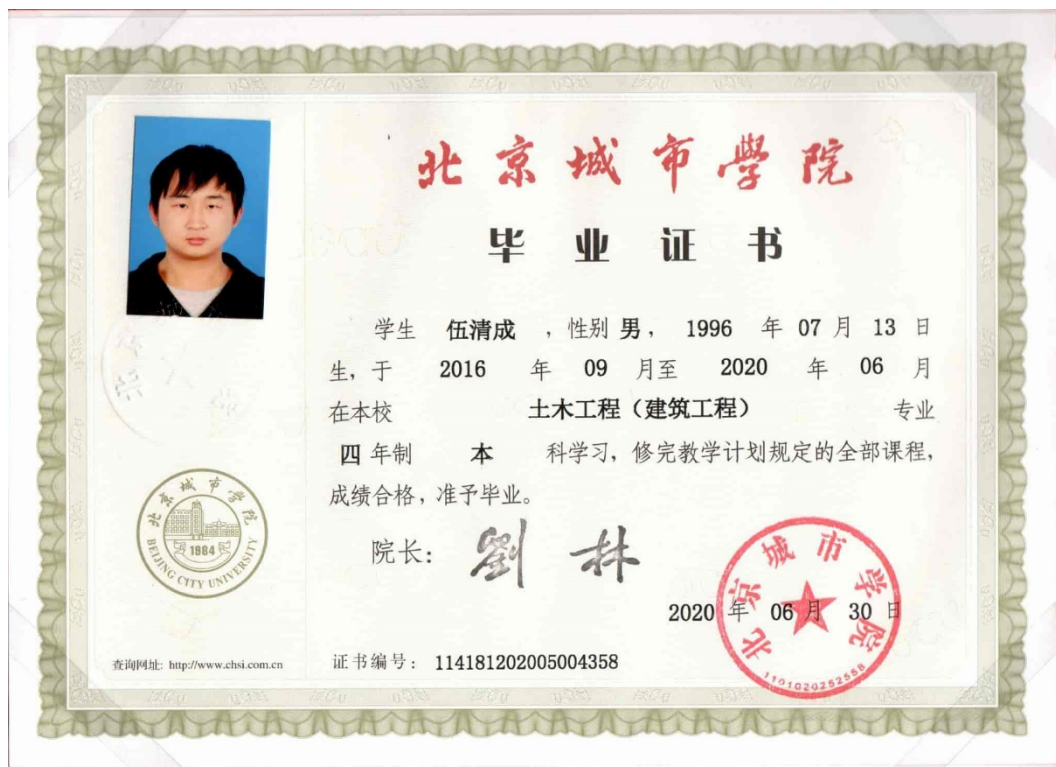 北京城市學院
毕业证书
学生 伍清成 ，性别 男， 1996 年 07 月 13 日
生，于 2016 年 09 月至 2020 年 06 月
在本校 土木工程（建筑工程） 专业
四 年制 本 科学习，修完教学计划规定的全部课程，
成绩合格，准予毕业。
院长： 劉林
2020 年 06 月 30 日
北京城市学院
1101020252558
北京城市学院
1984
BEIJING CITY UNIVERSITY
查询网址: http://www.chsi.com.cn
证书编号： 114181202005004358